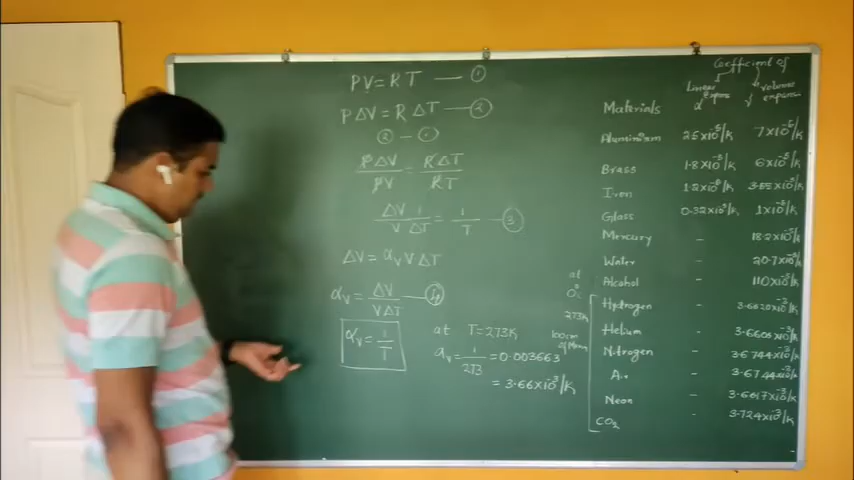 PV = RT — ①
PΔV = RΔT — ②
② - ①
PΔV / PV = RΔT / RT
ΔV/V 1/ΔT = 1/T — ③
ΔV = αᵥ V ΔT
αᵥ = ΔV / VΔT — ④
αᵥ = 1/T
at T = 273K
αᵥ = 1/273 = 0.003663
= 3.66×10⁻³/K
Coefficient of
Linear Expans α
volume expansi
Materials
Aluminium 25×10⁻⁵/K 7×10⁻⁵/K
Brass 1.8×10⁻⁵/K 6×10⁻⁵/K
Iron 1.2×10⁻⁵/K 3.55×10⁻⁵/K
Glass 0.32×10⁻⁵/K 1×10⁻⁵/K
Mercury - 18.2×10⁻⁵/K
Water - 20.7×10⁻⁵/K
Alcohol - 110×10⁻⁵/K
at
0°c
273K
Hydrogen - 3.6620×10⁻³/K
Helium - 3.6606×10⁻³/K
Nitrogen - 3.6744×10⁻³/K
Air - 3.6744×10⁻³/K
Neon - 3.6617×10⁻³/K
CO₂ - 3.724×10⁻³/K
100cm
of Mercu